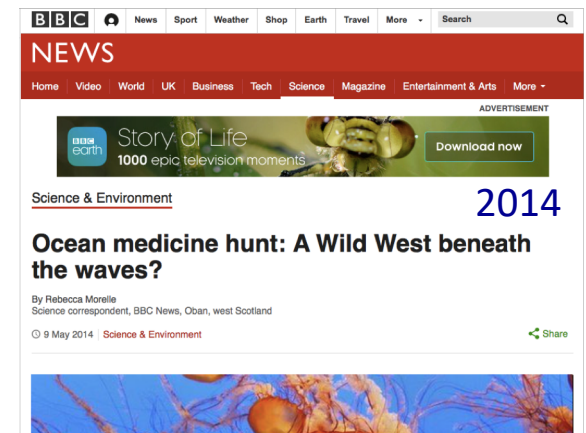 BBC News Sport Weather Shop Earth Travel More Search
NEWS
Home Video World UK Business Tech Science Magazine Entertainment & Arts More
ADVERTISEMENT
BBC earth
Story of Life
1000 epic television moments
Download now
Science & Environment
2014
Ocean medicine hunt: A Wild West beneath
the waves?
By Rebecca Morelle
Science correspondent, BBC News, Oban, west Scotland
9 May 2014 Science & Environment
Share